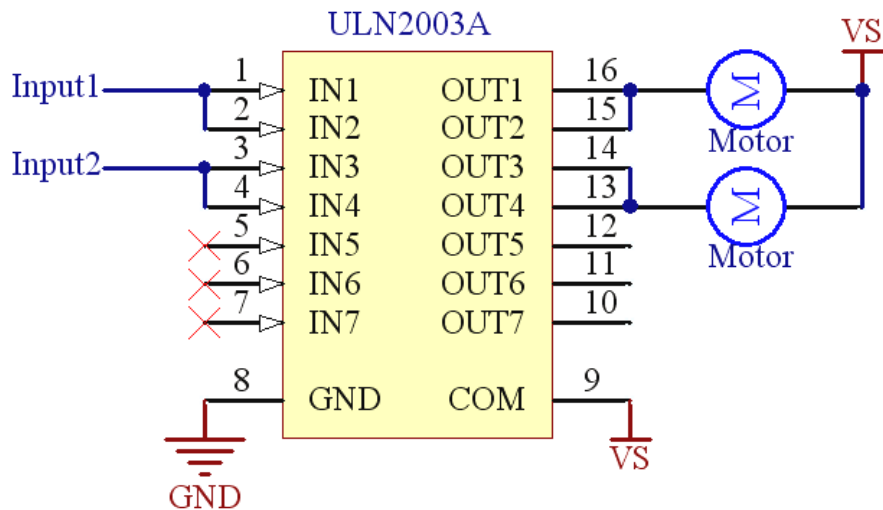 ULN2003A
VS
Input1 1 IN1 OUT1 16 M
2 IN2 OUT2 15 Motor
Input2 3 IN3 OUT3 14
4 IN4 OUT4 13 M
5 IN5 OUT5 12 Motor
6 IN6 OUT6 11
7 IN7 OUT7 10
8 GND COM 9
GND VS